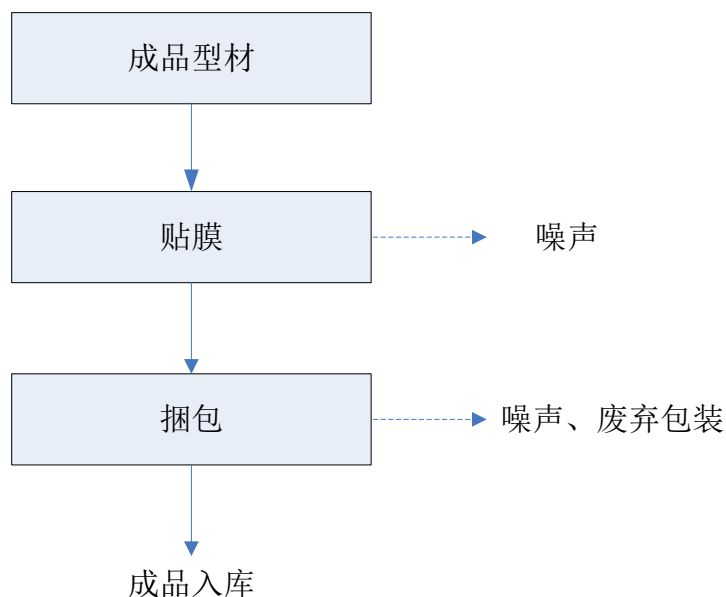 成品型材
贴膜
噪声
捆包
噪声、废弃包装
成品入库